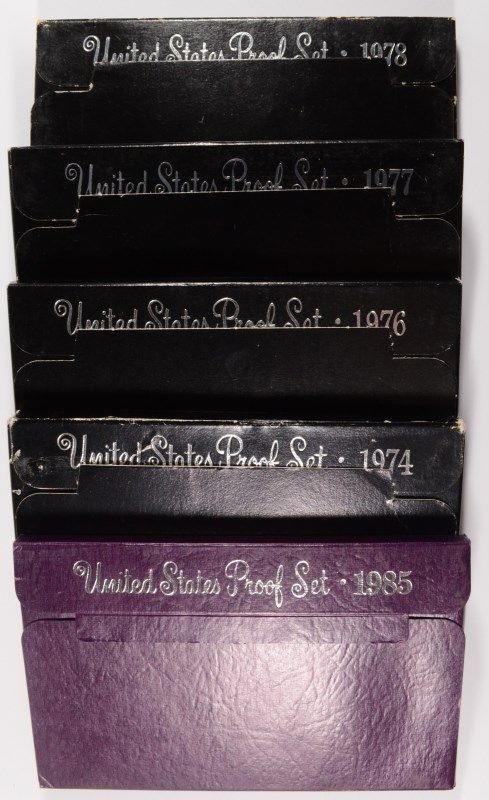 United States Proof Set · 1978
United States Proof Set · 1977
United States Proof Set · 1976
United States Proof Set · 1974
United States Proof Set · 1985